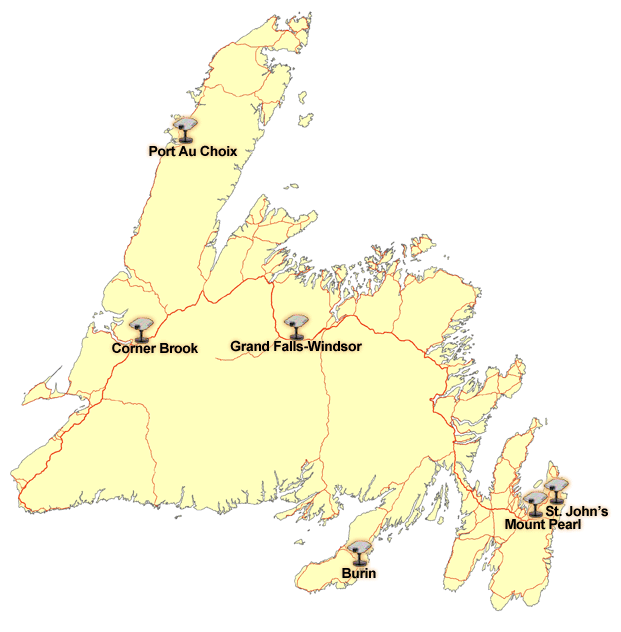 Port Au Choix
Corner Brook
Grand Falls-Windsor
St. John's
Mount Pearl
Burin